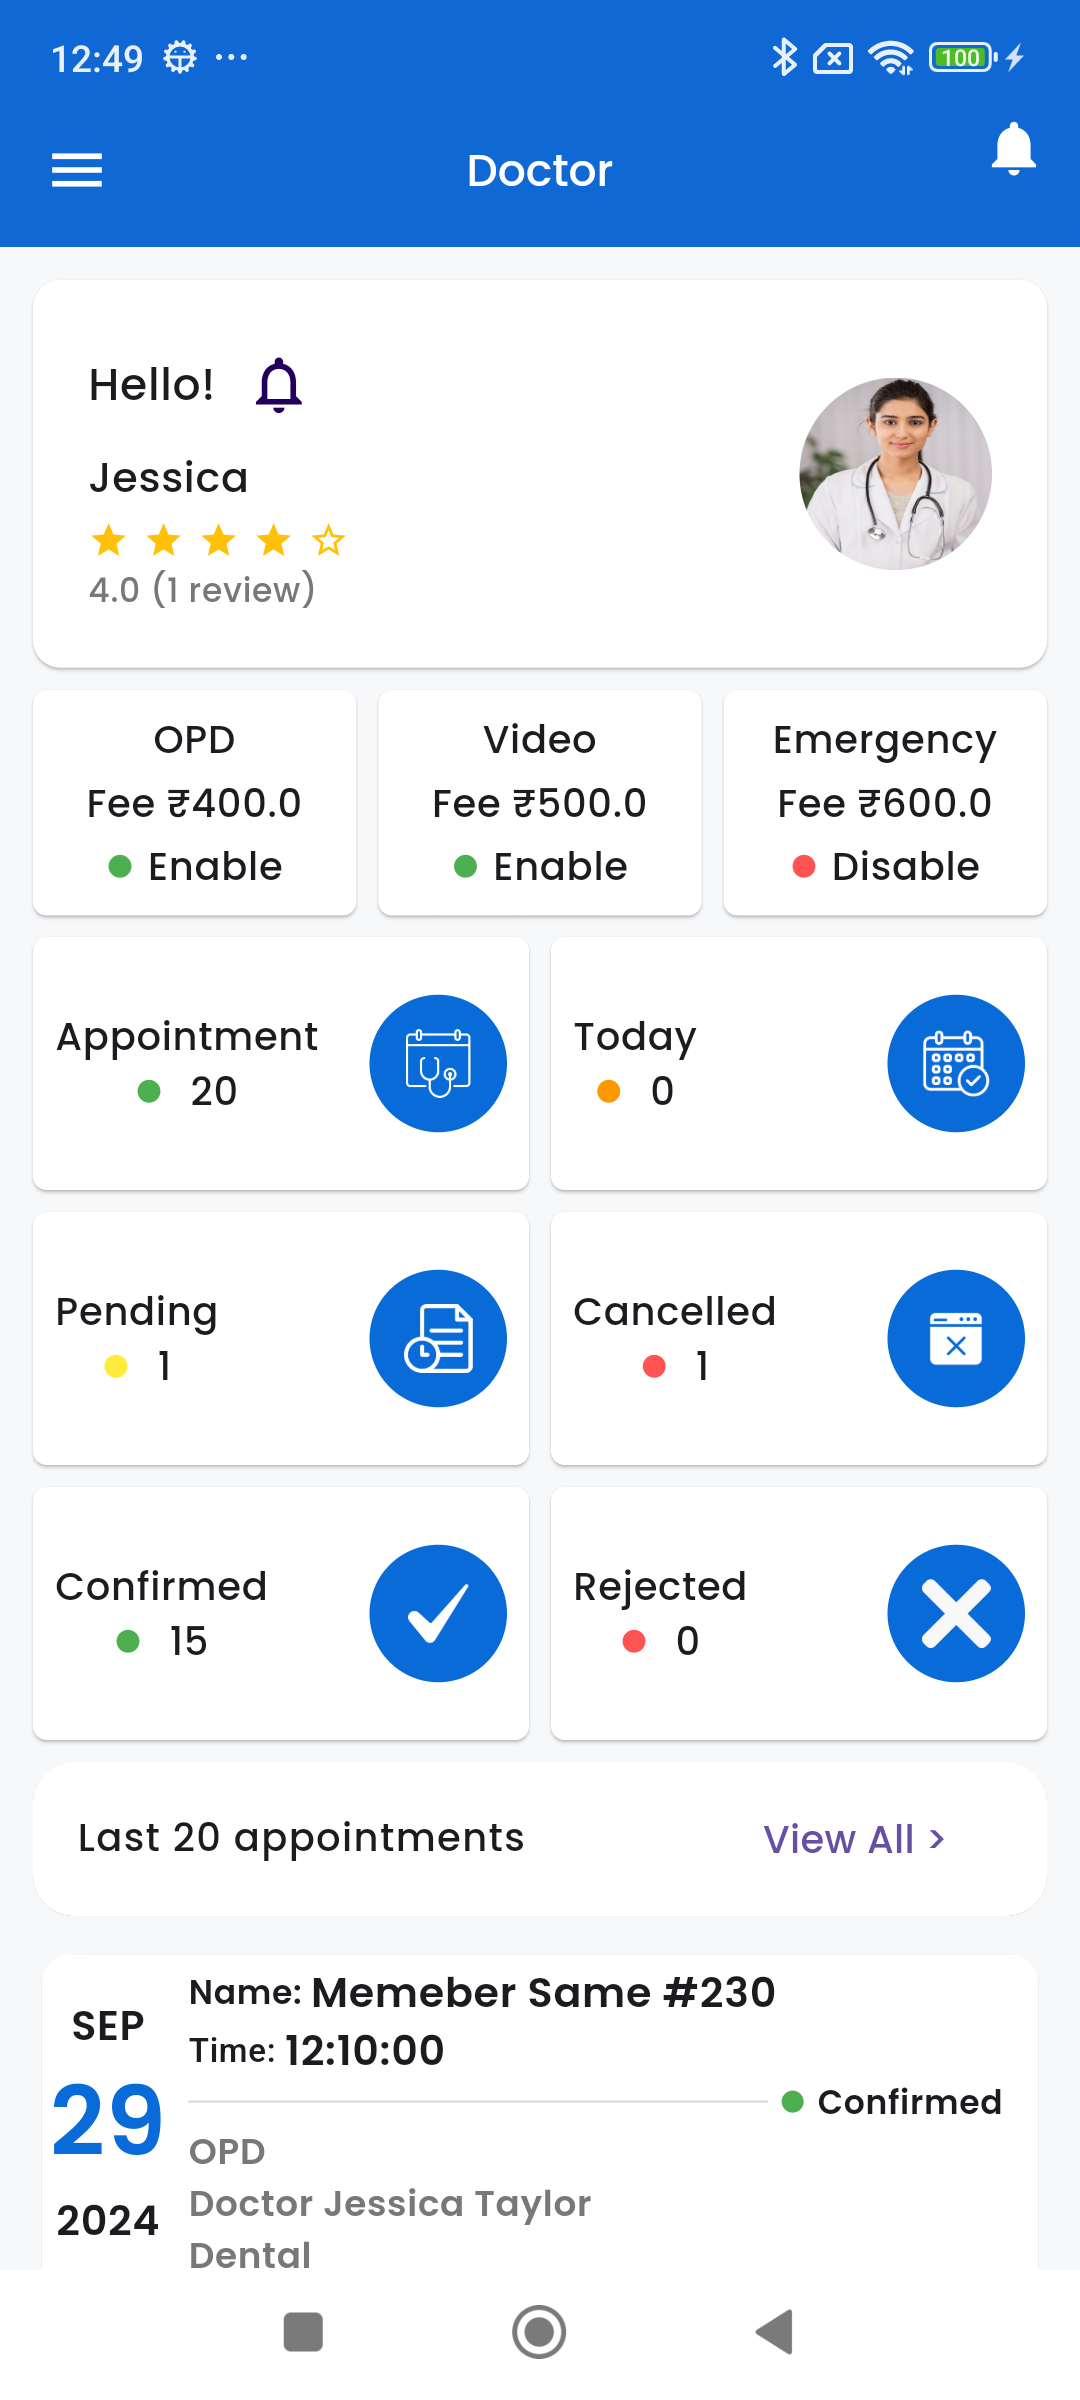 12:49
100
Doctor
Hello!
Jessica
4.0 (1 review)
OPD
Fee ₹400.0
Enable
Video
Fee ₹500.0
Enable
Emergency
Fee ₹600.0
Disable
Appointment
20
Today
0
Pending
1
Cancelled
1
Confirmed
15
Rejected
0
Last 20 appointments
View All >
SEP
29
2024
Name: Memeber Same #230
Time: 12:10:00
Confirmed
OPD
Doctor Jessica Taylor
Dental